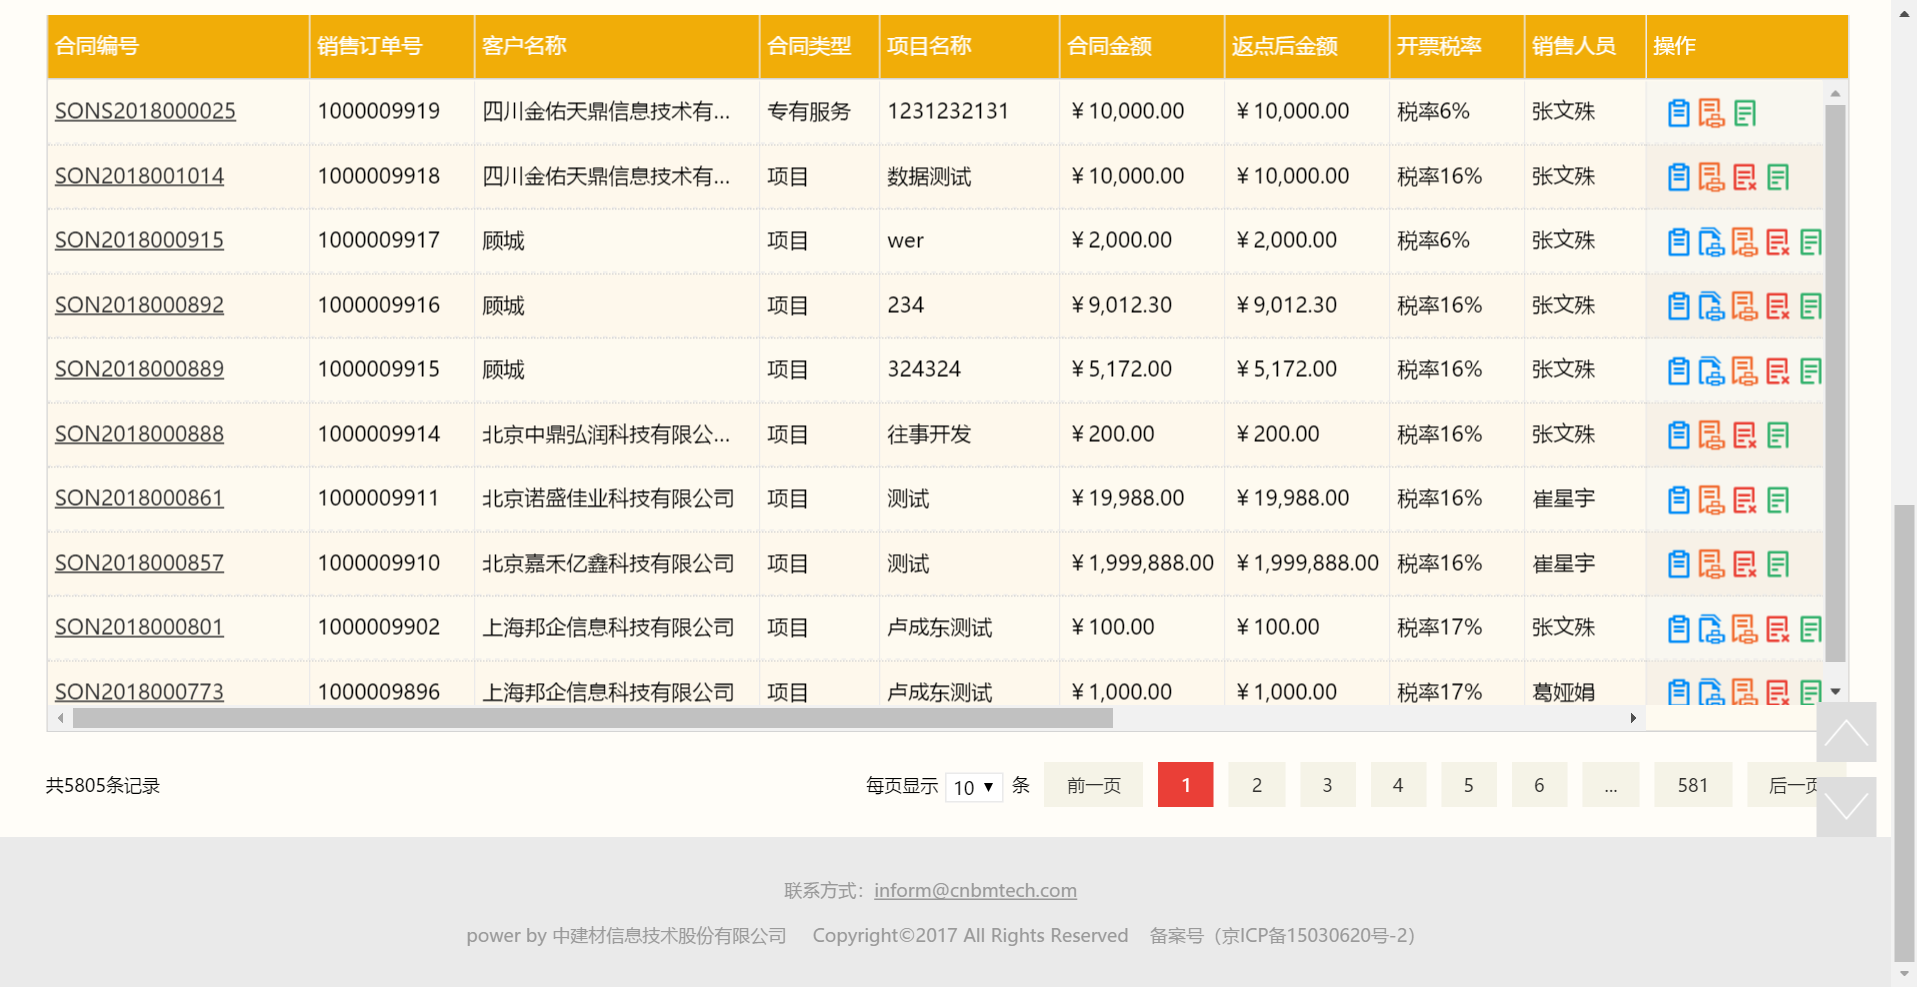 合同编号 销售订单号 客户名称 合同类型 项目名称 合同金额 返点后金额 开票税率 销售人员 操作
SONS2018000025 1000009919 四川金佑天鼎信息技术有... 专有服务 1231232131 ¥10,000.00 ¥10,000.00 税率6% 张文殊
SON2018001014 1000009918 四川金佑天鼎信息技术有... 项目 数据测试 ¥10,000.00 ¥10,000.00 税率16% 张文殊
SON2018000915 1000009917 顾城 项目 wer ¥2,000.00 ¥2,000.00 税率6% 张文殊
SON2018000892 1000009916 顾城 项目 234 ¥9,012.30 ¥9,012.30 税率16% 张文殊
SON2018000889 1000009915 顾城 项目 324324 ¥5,172.00 ¥5,172.00 税率16% 张文殊
SON2018000888 1000009914 北京中鼎弘润科技有限公... 项目 往事开发 ¥200.00 ¥200.00 税率16% 张文殊
SON2018000861 1000009911 北京诺盛佳业科技有限公司 项目 测试 ¥19,988.00 ¥19,988.00 税率16% 崔星宇
SON2018000857 1000009910 北京嘉禾亿鑫科技有限公司 项目 测试 ¥1,999,888.00 ¥1,999,888.00 税率16% 崔星宇
SON2018000801 1000009902 上海邦企信息科技有限公司 项目 卢成东测试 ¥100.00 ¥100.00 税率17% 张文殊
SON2018000773 1000009896 上海邦企信息科技有限公司 项目 卢成东测试 ¥1,000.00 ¥1,000.00 税率17% 葛娅娟
共5805条记录 每页显示 10 条 前一页 1 2 3 4 5 6 ... 581 后一页
联系方式：inform@cnbmtech.com
power by 中建材信息技术股份有限公司 Copyright©2017 All Rights Reserved 备案号（京ICP备15030620号-2）